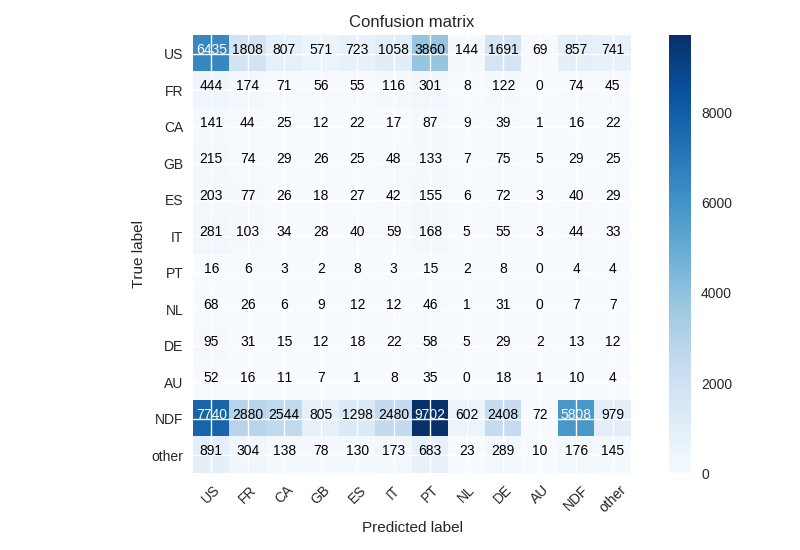 Confusion matrix
US 6435 1808 807 571 723 1058 3860 144 1691 69 857 741
FR 444 174 71 56 55 116 301 8 122 0 74 45
CA 141 44 25 12 22 17 87 9 39 1 16 22
GB 215 74 29 26 25 48 133 7 75 5 29 25
ES 203 77 26 18 27 42 155 6 72 3 40 29
IT 281 103 34 28 40 59 168 5 55 3 44 33
PT 16 6 3 2 8 3 15 2 8 0 4 4
NL 68 26 6 9 12 12 46 1 31 0 7 7
DE 95 31 15 12 18 22 58 5 29 2 13 12
AU 52 16 11 7 1 8 35 0 18 1 10 4
NDF 7740 2880 2544 805 1298 2480 9702 602 2408 72 5808 979
other 891 304 138 78 130 173 683 23 289 10 176 145
US FR CA GB ES IT PT NL DE AU NDF other
Predicted label
True label
8000
6000
4000
2000
0